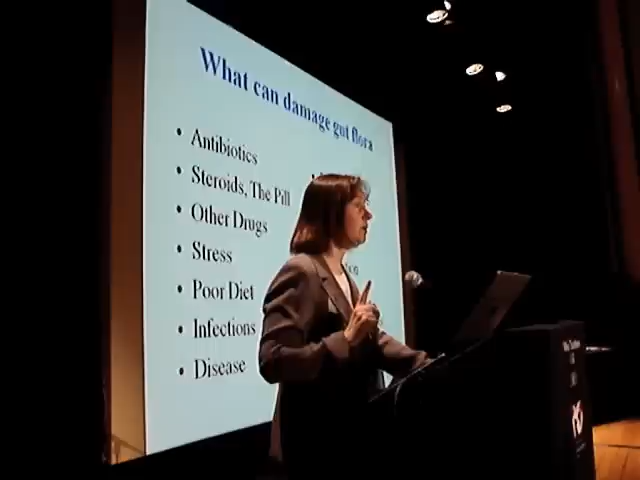 What can damage gut flora
• Antibiotics
• Steroids, The Pill
• Other Drugs
• Stress
• Poor Diet
• Infections
• Disease